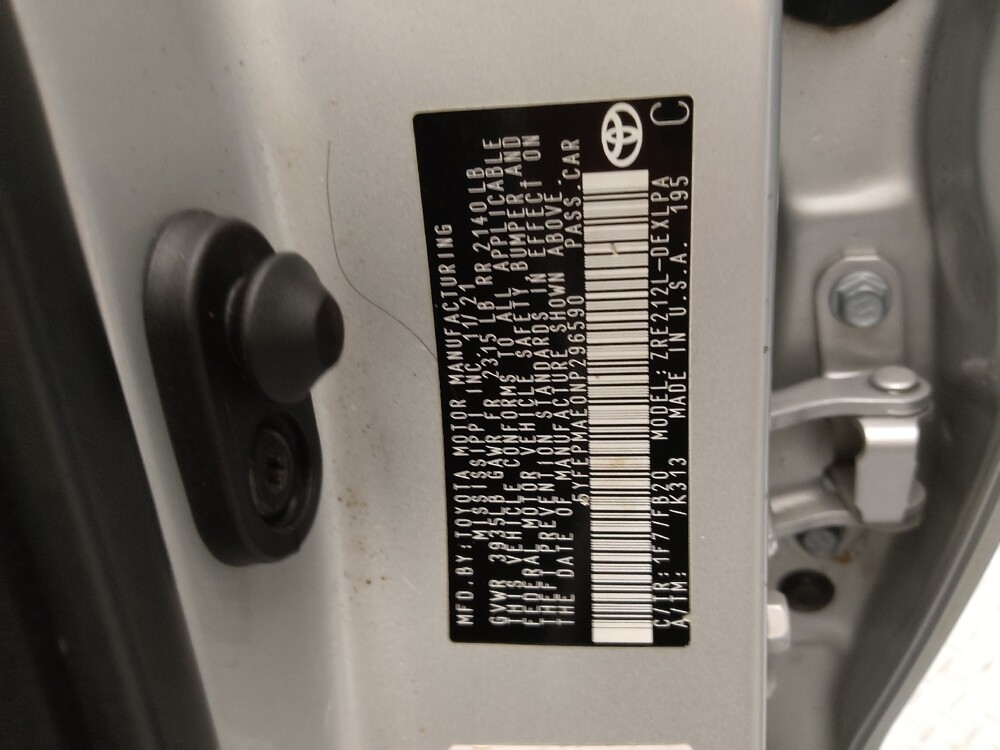 MFD.BY:TOYOTA MOTOR MANUFACTURING
MISSISSIPPI INC. 11/21
GVWR 3935LB GAWR FR 2315 LB RR 2140LB
THIS VEHICLE CONFORMS TO ALL APPLICABLE
FEDERAL MOTOR VEHICLE SAFETY, BUMPER, AND
THEFT PREVENTION STANDARDS IN EFFECT ON
THE DATE OF MANUFACTURE SHOWN ABOVE.
5YFEPMAE0NP296590 PASS.CAR
C/TR: 1F7/FB20 MODEL: ZRE212L-DEXLPA
A/TM: /K313 MADE IN U.S.A. 195 C